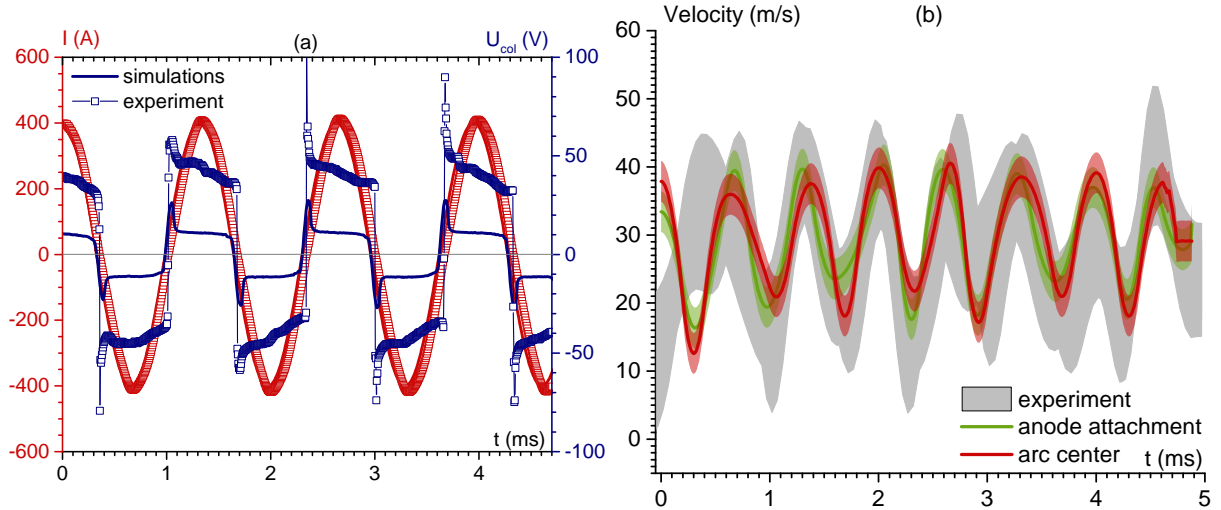 I (A)
(a)
U_col (V)
600
400
200
0
-200
-400
-600
100
50
0
-50
-100
simulations
experiment
t (ms)
0
1
2
3
4
Velocity (m/s)
(b)
60
50
40
30
20
10
0
experiment
anode attachment
arc center
t (ms)
0
1
2
3
4
5